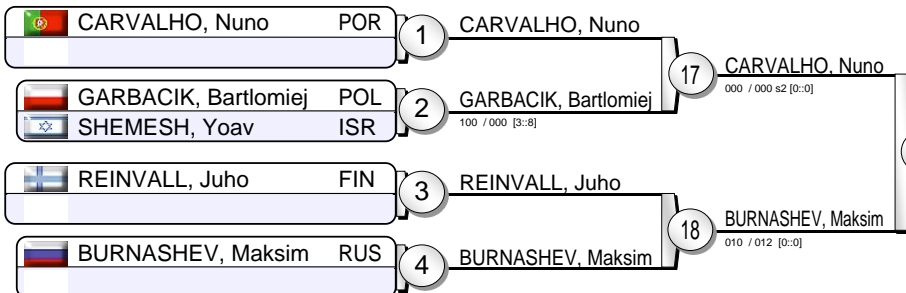 CARVALHO, Nuno POR
1
CARVALHO, Nuno
17
CARVALHO, Nuno
000 / 000 s2 [0::0]
GARBACIK, Bartlomiej POL
SHEMESH, Yoav ISR
2
GARBACIK, Bartlomiej
100 / 000 [3::8]
REINVALL, Juho FIN
3
REINVALL, Juho
18
BURNASHEV, Maksim
010 / 012 [0::0]
BURNASHEV, Maksim RUS
4
BURNASHEV, Maksim